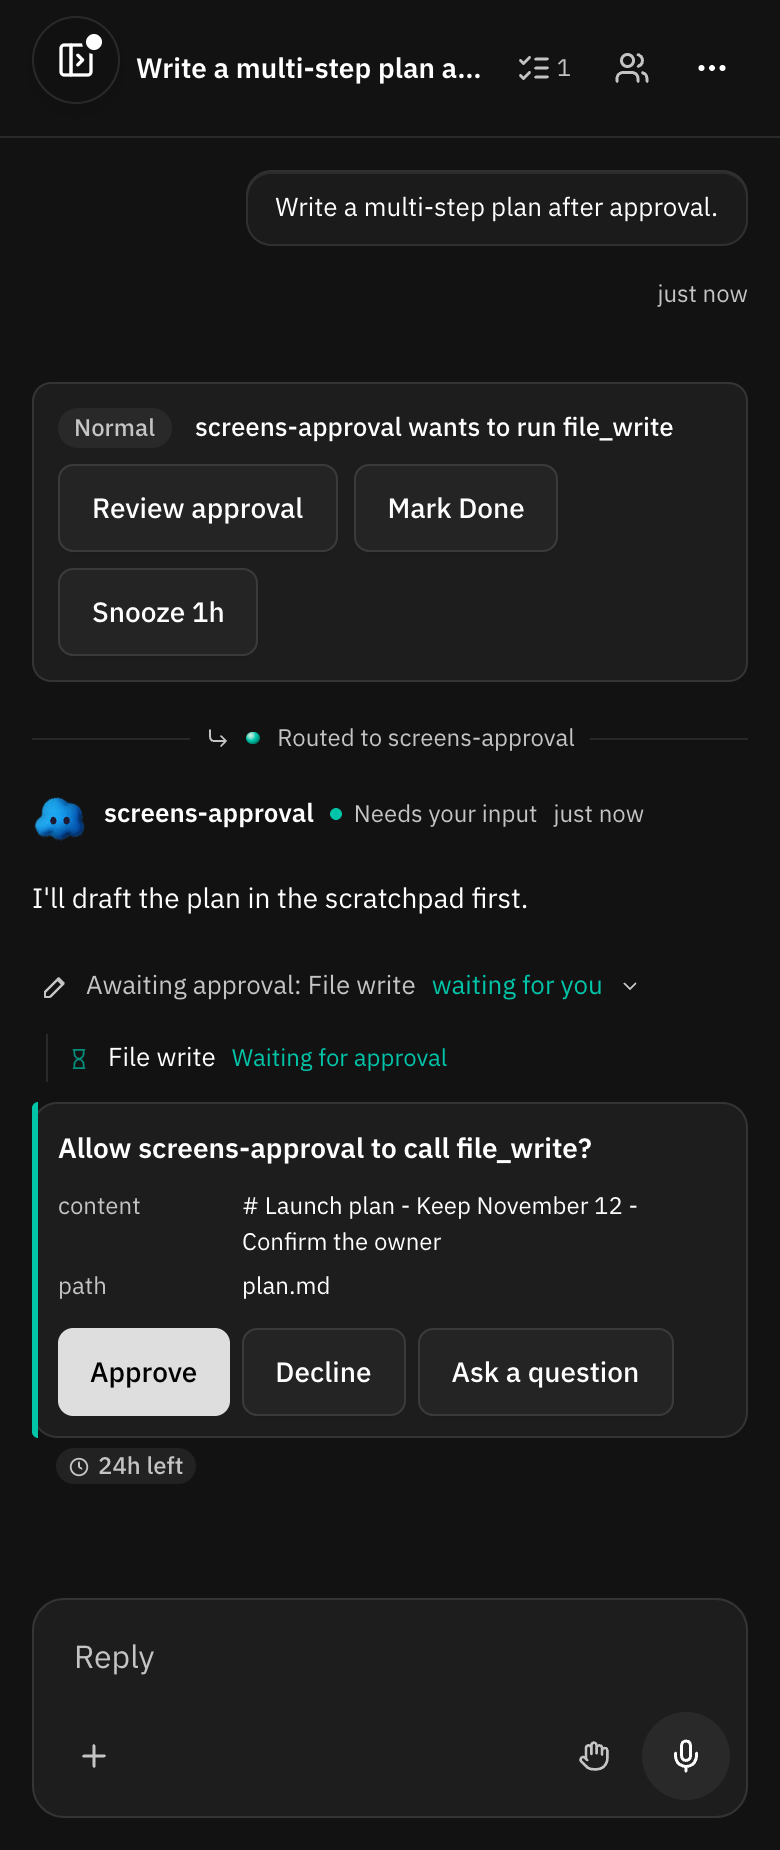 Write a multi-step plan a...
1
Write a multi-step plan after approval.
just now
Normal screens-approval wants to run file_write
Review approval Mark Done
Snooze 1h
Routed to screens-approval
screens-approval Needs your input just now
I'll draft the plan in the scratchpad first.
Awaiting approval: File write waiting for you
File write Waiting for approval
Allow screens-approval to call file_write?
content # Launch plan - Keep November 12 -
Confirm the owner
path plan.md
Approve Decline Ask a question
24h left
Reply